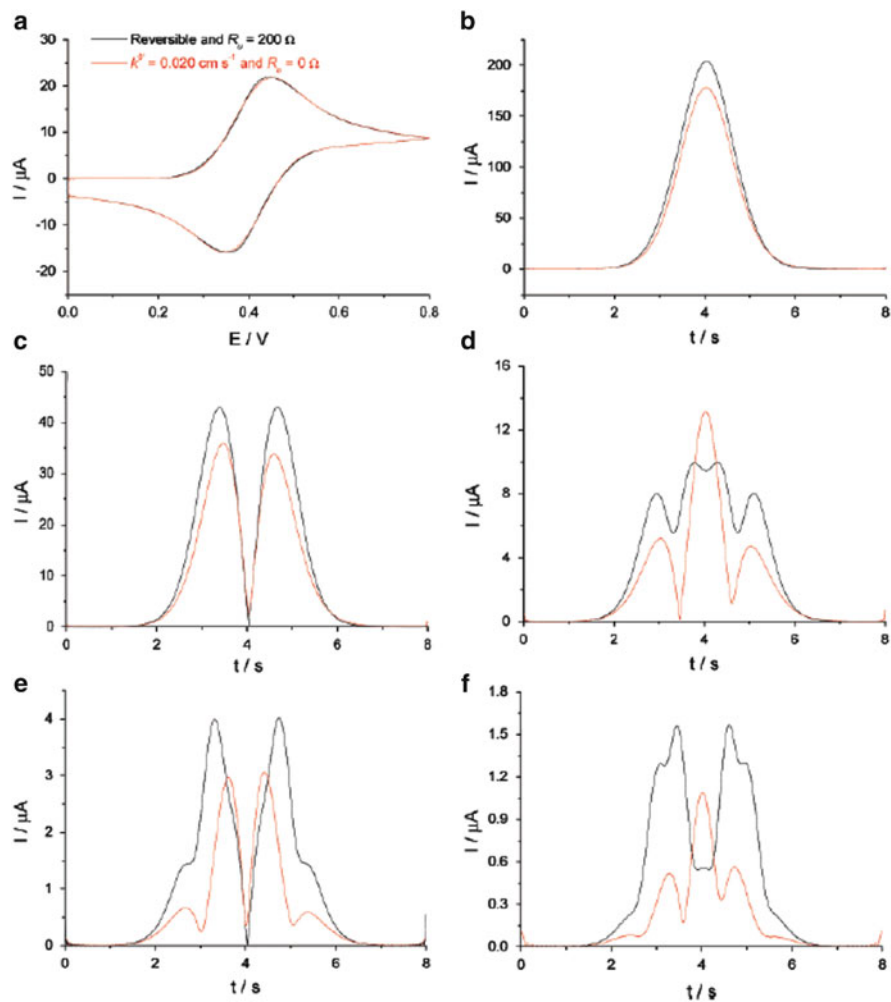 a
Reversible and Rᵤ = 200 Ω
k⁰' = 0.020 cm s⁻¹ and Rᵤ = 0 Ω
30
20
10
0
-10
-20
I / μA
0.0 0.2 0.4 0.6 0.8
E / V
b
200
150
100
50
0
I / μA
0 2 4 6 8
t / s
c
50
40
30
20
10
0
I / μA
0 2 4 6 8
t / s
d
16
12
8
4
0
I / μA
0 2 4 6 8
t / s
e
4
3
2
1
0
I / μA
0 2 4 6 8
t / s
f
1.8
1.5
1.2
0.9
0.6
0.3
0.0
I / μA
0 2 4 6 8
t / s